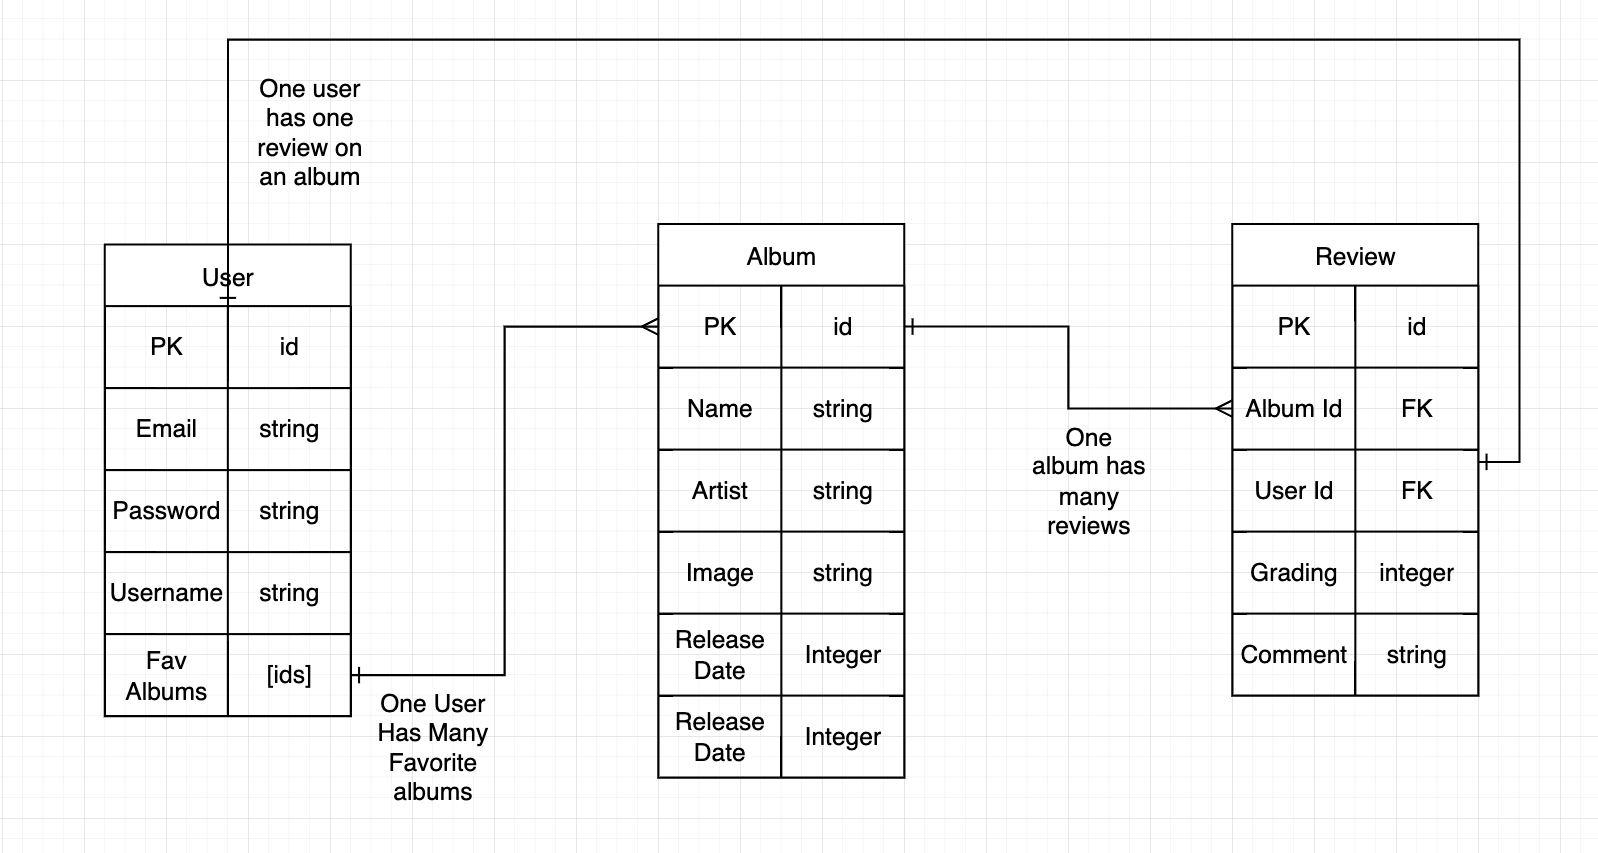 One user
has one
review on
an album
User
PK
id
Email
string
Password
string
Username
string
Fav
Albums
[ids]
One User
Has Many
Favorite
albums
Album
PK
id
Name
string
Artist
string
Image
string
Release
Date
Integer
Release
Date
Integer
One
album has
many
reviews
Review
PK
id
Album Id
FK
User Id
FK
Grading
integer
Comment
string